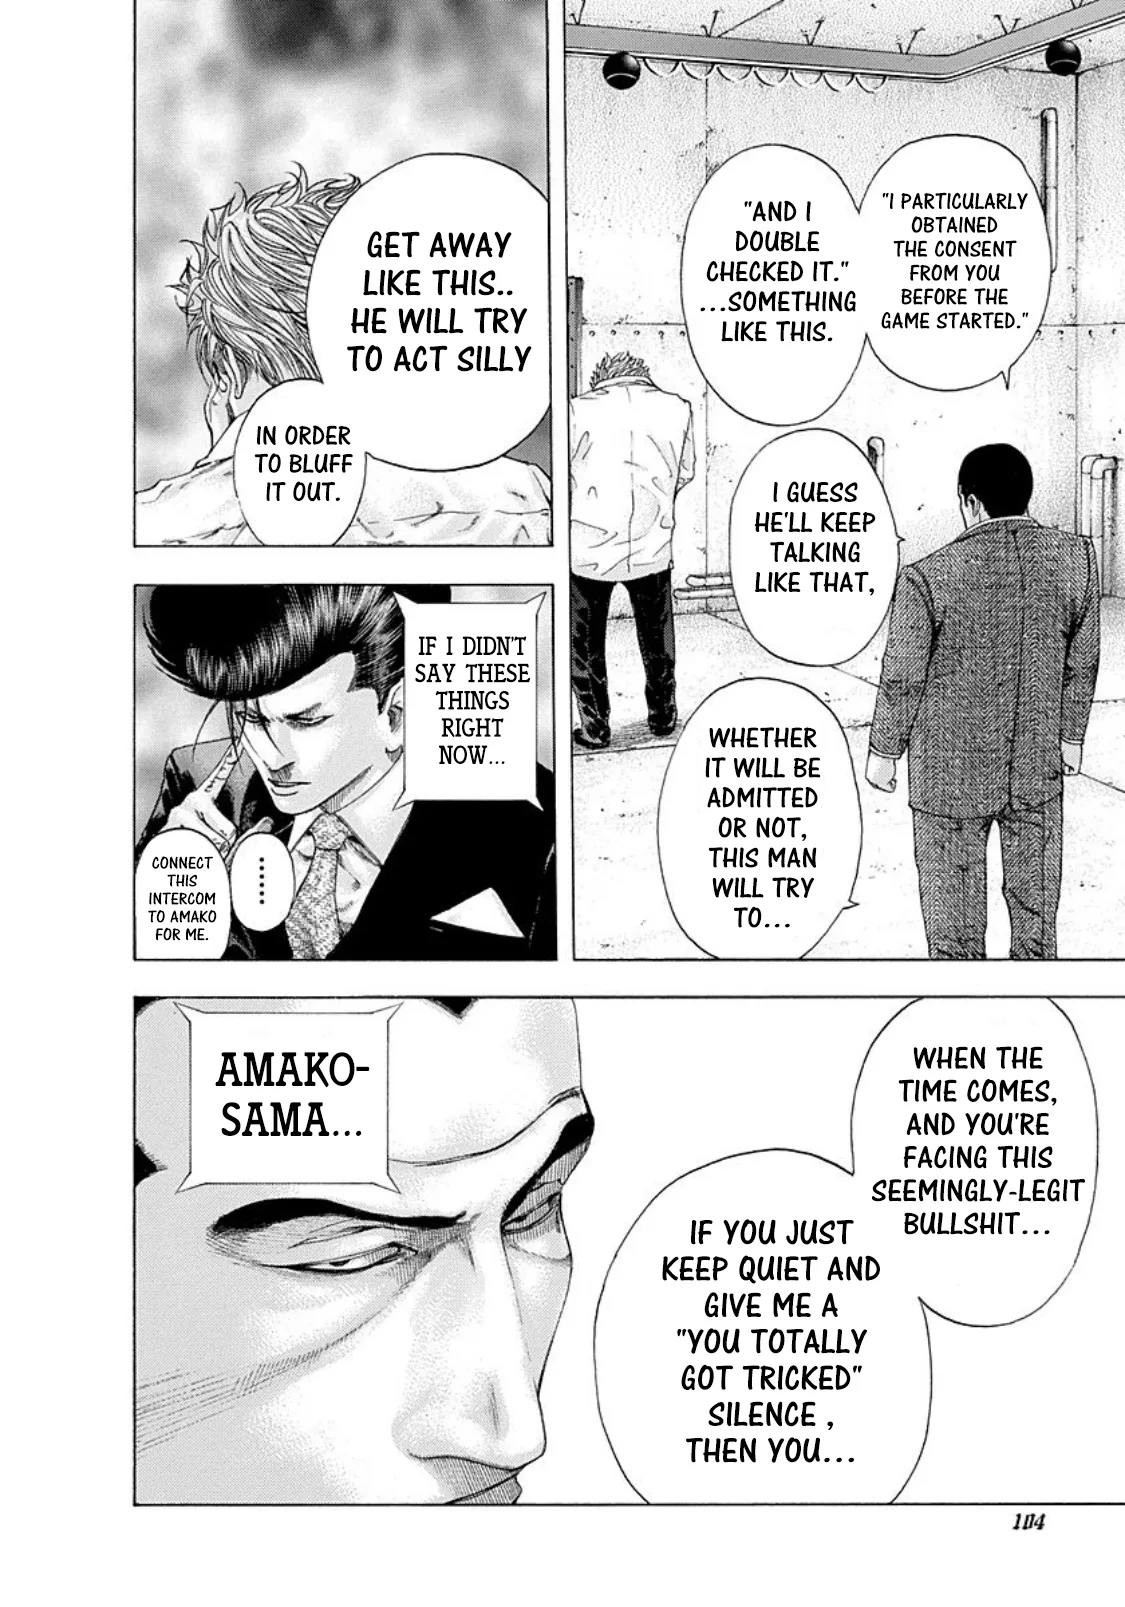 "I PARTICULARLY
OBTAINED
THE CONSENT
FROM YOU
BEFORE THE
GAME STARTED."
"AND I
DOUBLE
CHECKED IT."
...SOMETHING
LIKE THIS.
I GUESS
HE'LL KEEP
TALKING
LIKE THAT,
WHETHER
IT WILL BE
ADMITTED
OR NOT,
THIS MAN
WILL TRY
TO...
GET AWAY
LIKE THIS..
HE WILL TRY
TO ACT SILLY
IN ORDER
TO BLUFF
IT OUT.
IF I DIDN'T
SAY THESE
THINGS
RIGHT
NOW...
......
CONNECT
THIS
INTERCOM
TO AMAKO
FOR ME.
WHEN THE
TIME COMES,
AND YOU'RE
FACING THIS
SEEMINGLY-LEGIT
BULLSHIT...
IF YOU JUST
KEEP QUIET AND
GIVE ME A
"YOU TOTALLY
GOT TRICKED"
SILENCE ,
THEN YOU...
AMAKO-
SAMA...
104